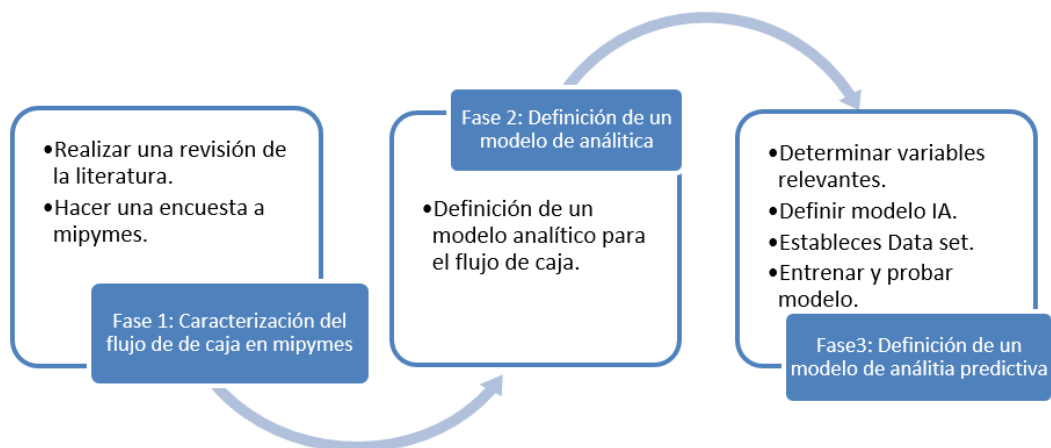 •Realizar una revisión de
la literatura.
•Hacer una encuesta a
mipymes.
Fase 1: Caracterización del
flujo de de caja en mipymes
Fase 2: Definición de un
modelo de análitica
•Definición de un
modelo analítico para
el flujo de caja.
•Determinar variables
relevantes.
•Definir modelo IA.
•Estableces Data set.
•Entrenar y probar
modelo.
Fase3: Definición de un
modelo de análitia predictiva